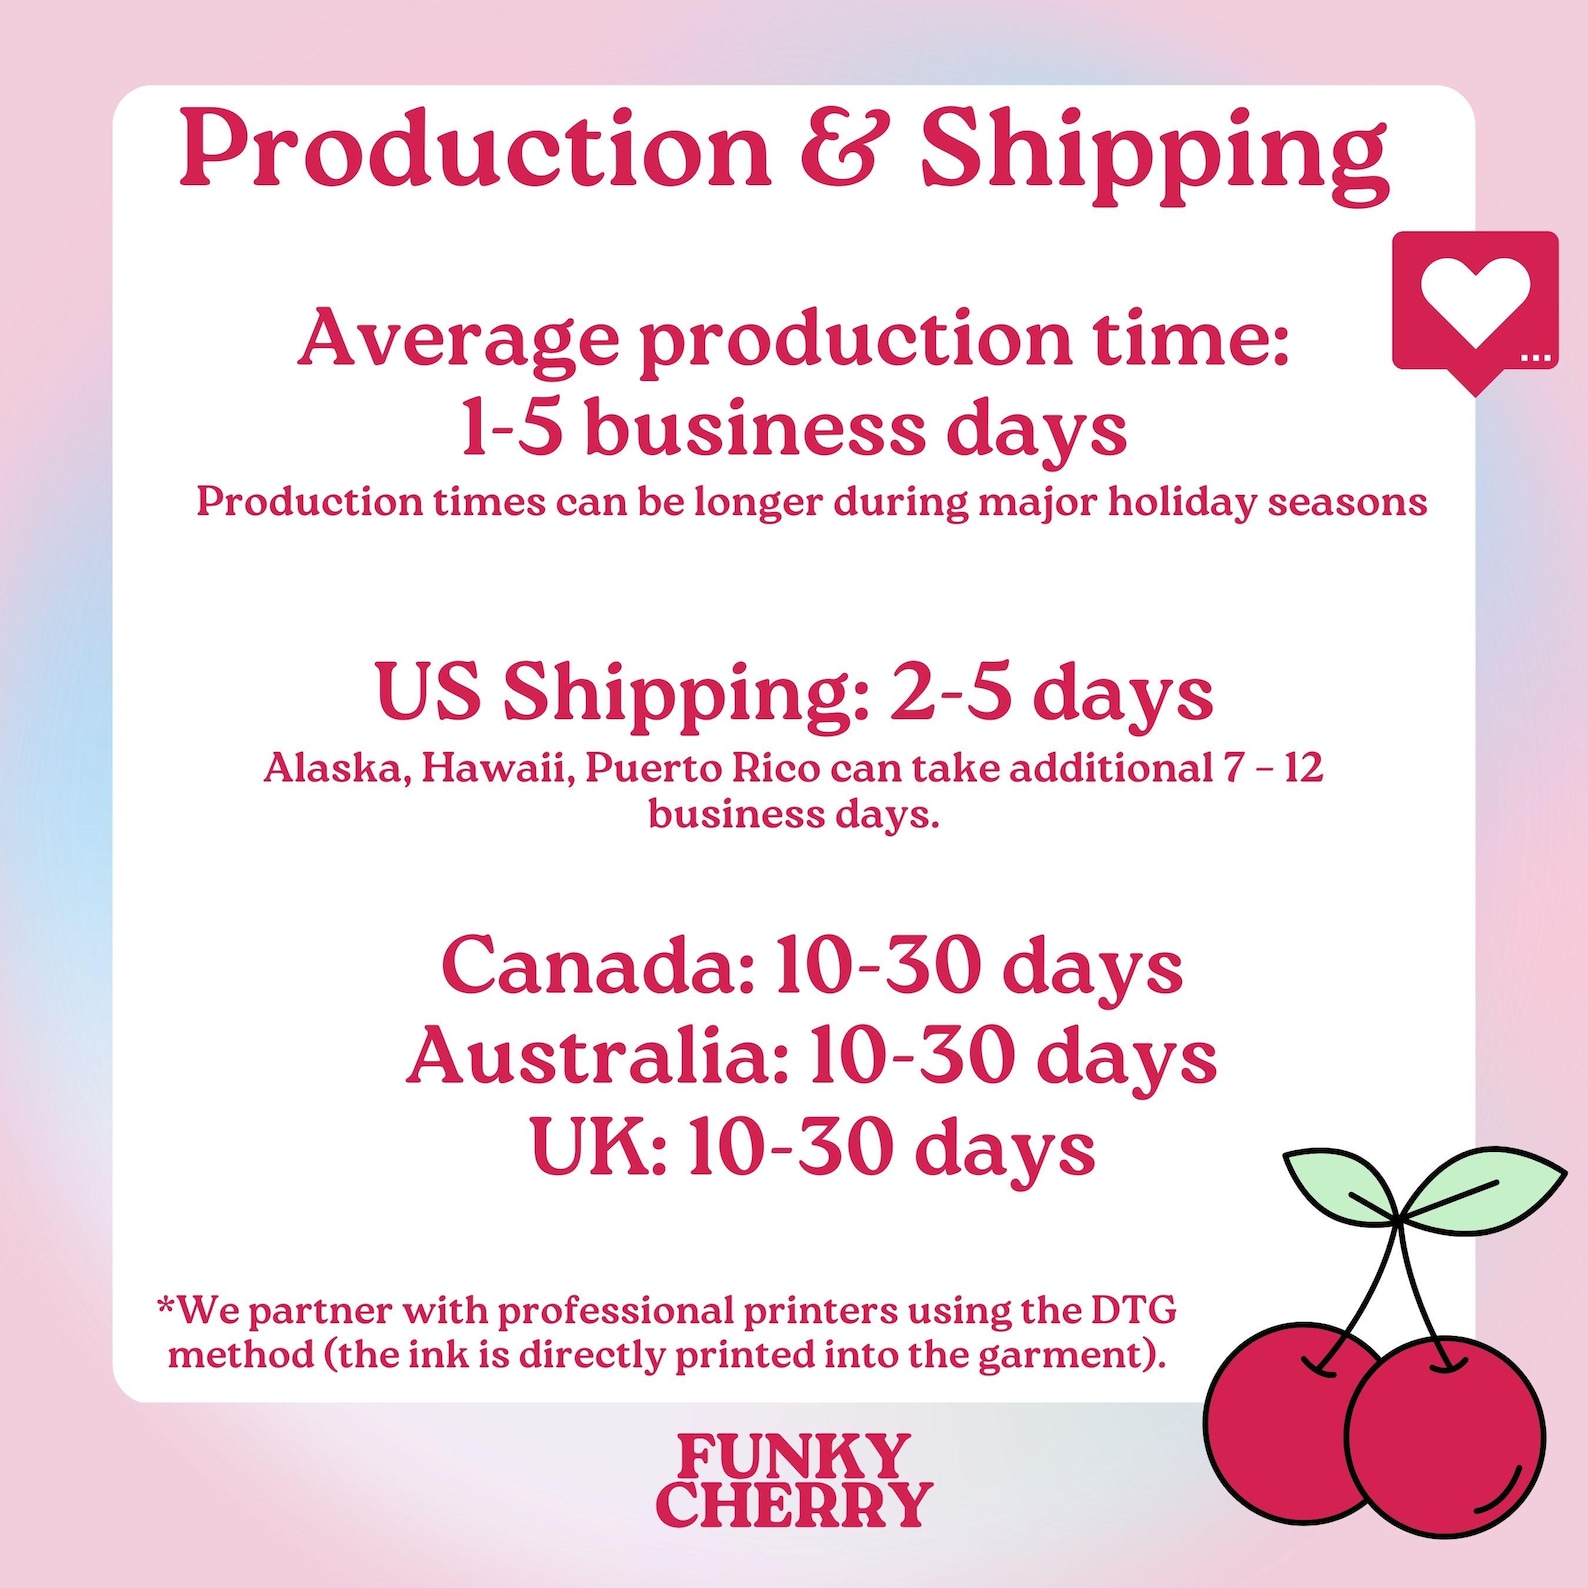 Production & Shipping
Average production time:
1-5 business days
Production times can be longer during major holiday seasons
US Shipping: 2-5 days
Alaska, Hawaii, Puerto Rico can take additional 7 – 12
business days.
Canada: 10-30 days
Australia: 10-30 days
UK: 10-30 days
*We partner with professional printers using the DTG
method (the ink is directly printed into the garment).
FUNKY
CHERRY